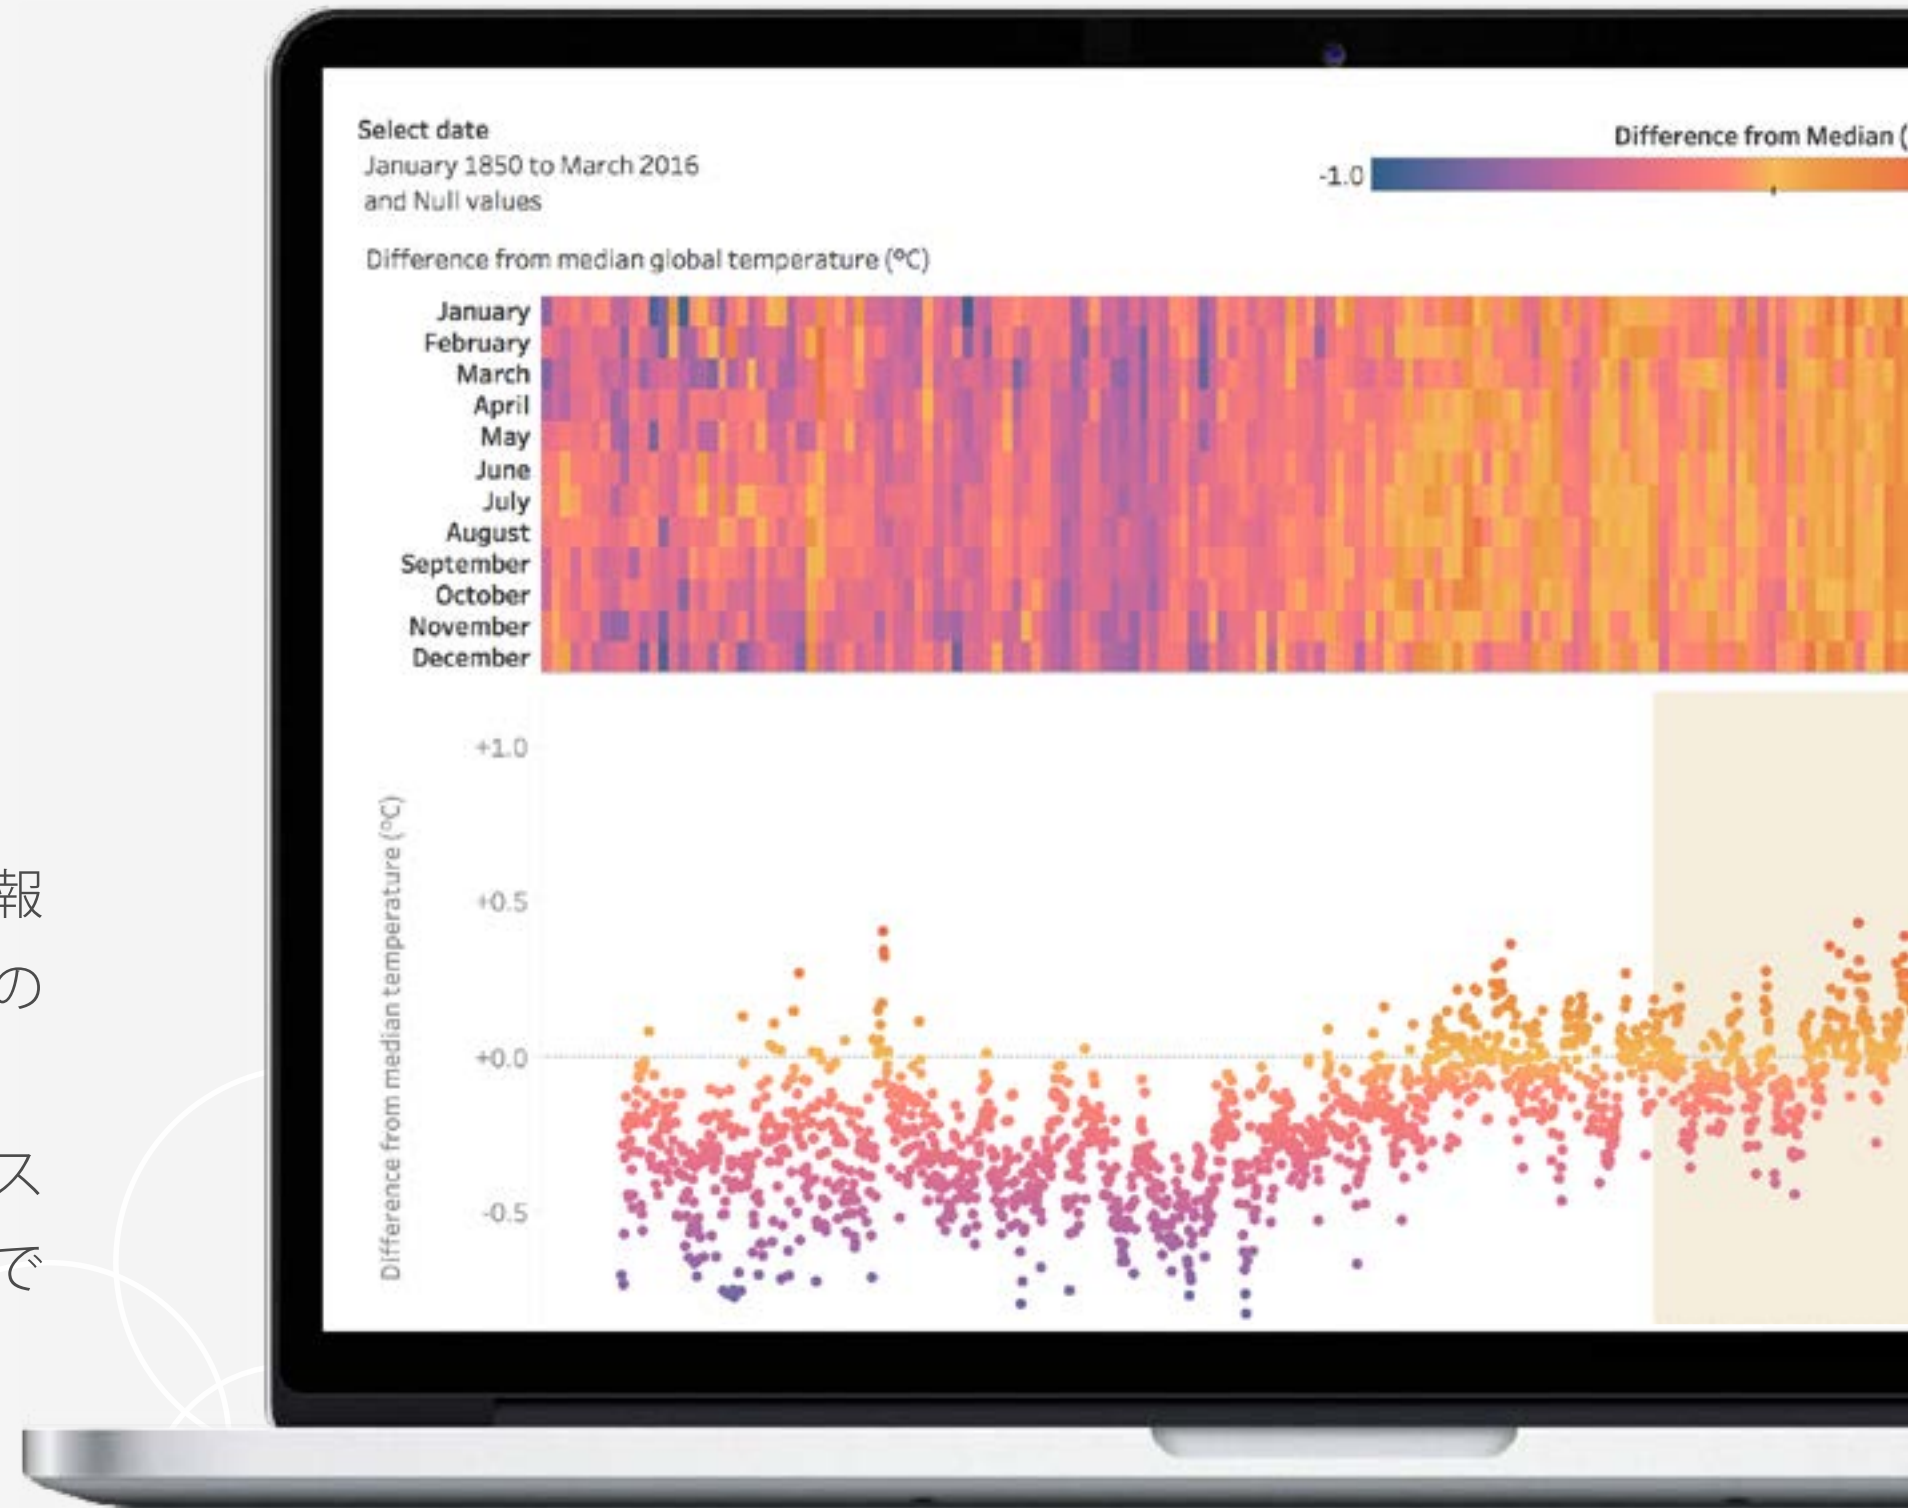 Select date
January 1850 to March 2016
and Null values
Difference from Median (
-1.0
Difference from median global temperature (ºC)
January
February
March
April
May
June
July
August
September
October
November
December
+1.0
+0.5
+0.0
-0.5
Difference from median temperature (ºC)
報
の
ス
で